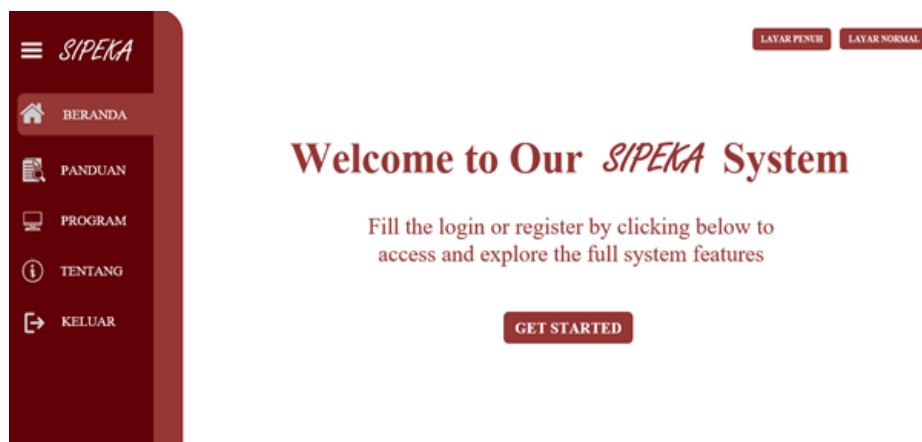 SIPEKA
BERANDA
PANDUAN
PROGRAM
TENTANG
KELUAR
LAYAR PENUH
LAYAR NORMAL
Welcome to Our SIPEKA System
Fill the login or register by clicking below to
access and explore the full system features
GET STARTED